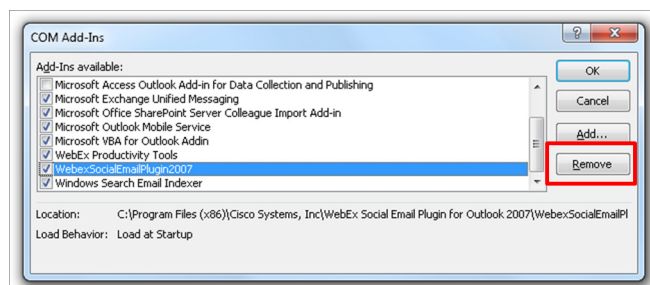 COM Add-Ins
Add-Ins available:
Microsoft Access Outlook Add-in for Data Collection and Publishing
Microsoft Exchange Unified Messaging
Microsoft Office SharePoint Server Colleague Import Add-in
Microsoft Outlook Mobile Service
Microsoft VBA for Outlook Addin
WebEx Productivity Tools
WebexSocialEmailPlugin2007
Windows Search Email Indexer
OK
Cancel
Add...
Remove
Location: C:\Program Files (x86)\Cisco Systems, Inc\WebEx Social Email Plugin for Outlook 2007\WebexSocialEmailPl
Load Behavior: Load at Startup